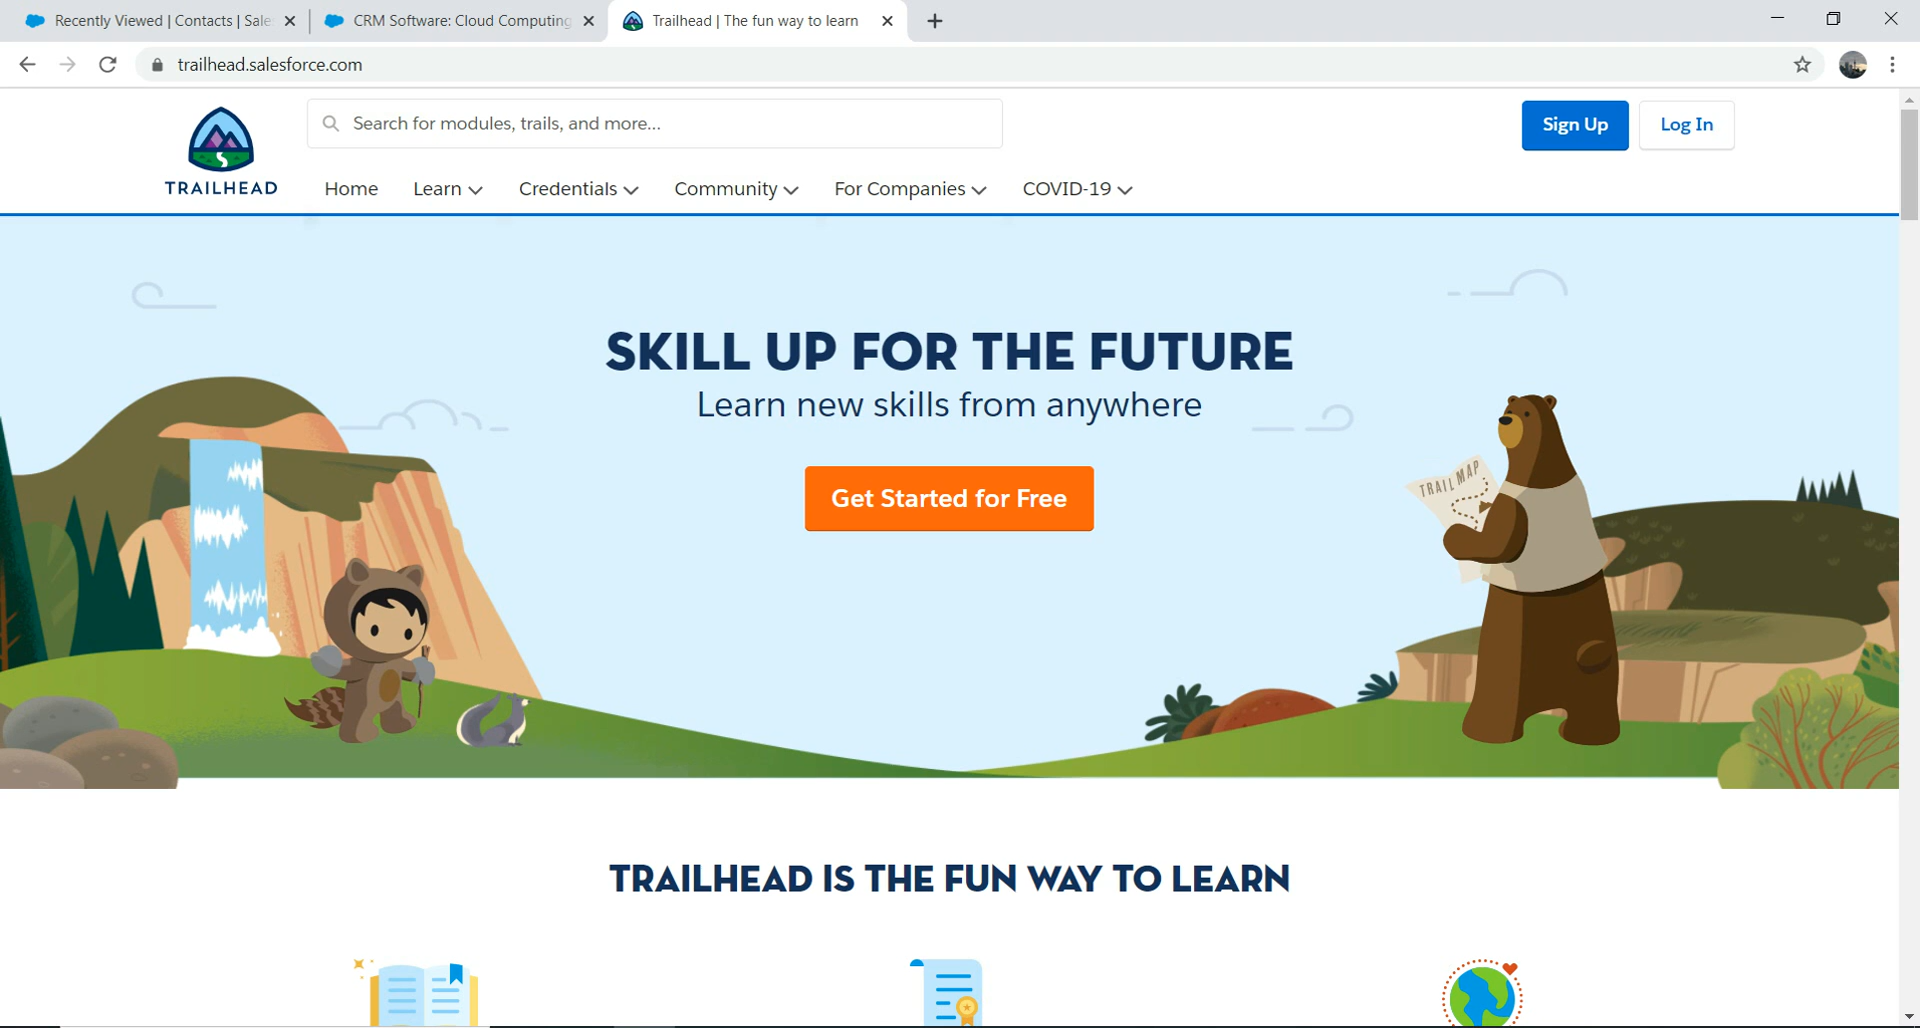 Recently Viewed | Contacts | Sale
CRM Software: Cloud Computing
Trailhead | The fun way to learn
trailhead.salesforce.com
Search for modules, trails, and more...
Sign Up
Log In
TRAILHEAD
Home
Learn
Credentials
Community
For Companies
COVID-19
SKILL UP FOR THE FUTURE
Learn new skills from anywhere
Get Started for Free
TRAIL MAP
TRAILHEAD IS THE FUN WAY TO LEARN